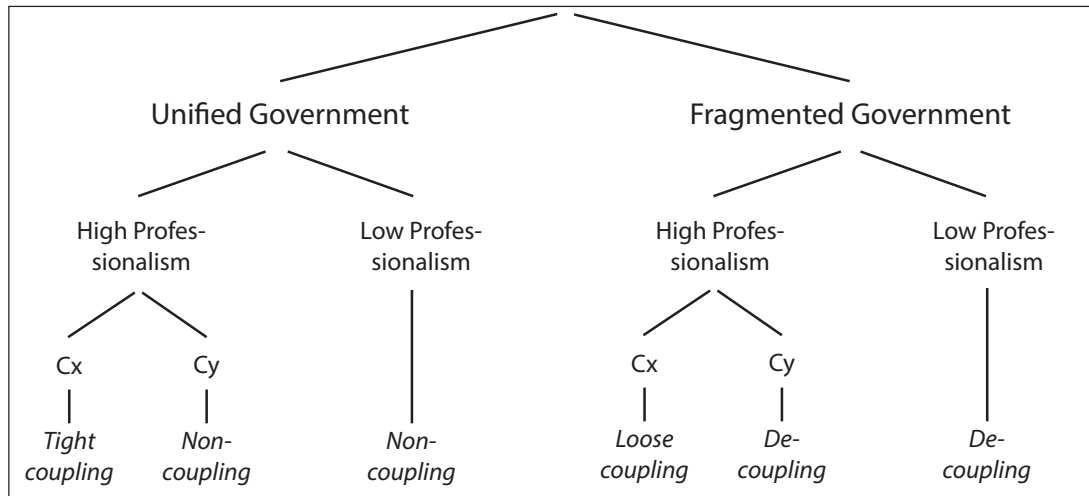 Unified Government
Fragmented Government
High Profes-
sionalism
Low Profes-
sionalism
High Profes-
sionalism
Low Profes-
sionalism
Cx
Cy
Cx
Cy
Tight
coupling
Non-
coupling
Non-
coupling
Loose
coupling
De-
coupling
De-
coupling